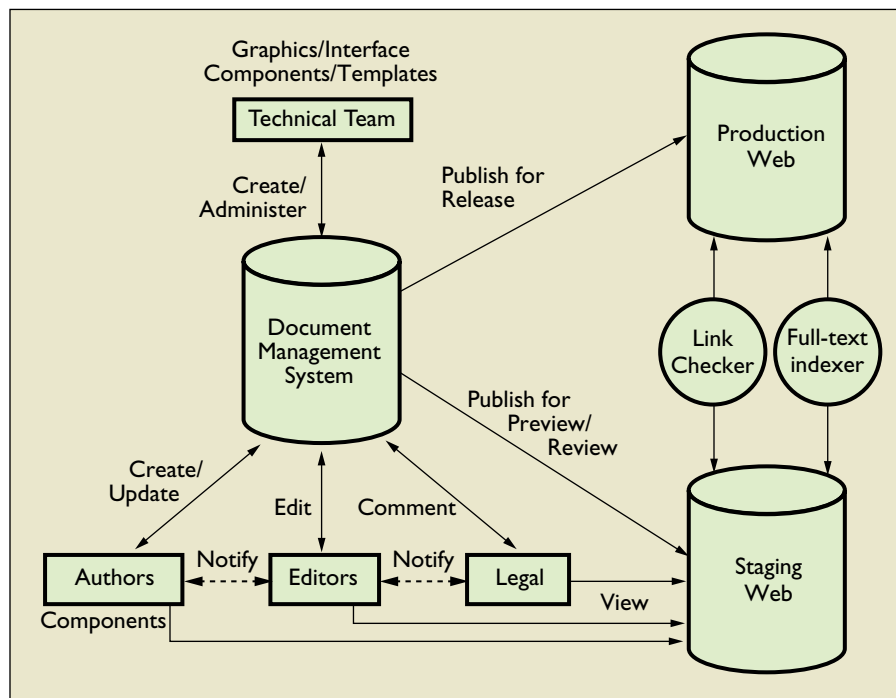 Graphics/Interface
Components/Templates
Technical Team
Create/
Administer
Publish for
Release
Production
Web
Document
Management
System
Link
Checker
Full-text
indexer
Publish for
Preview/
Review
Create/
Update
Edit
Comment
Authors
Notify
Editors
Notify
Legal
Components
View
Staging
Web